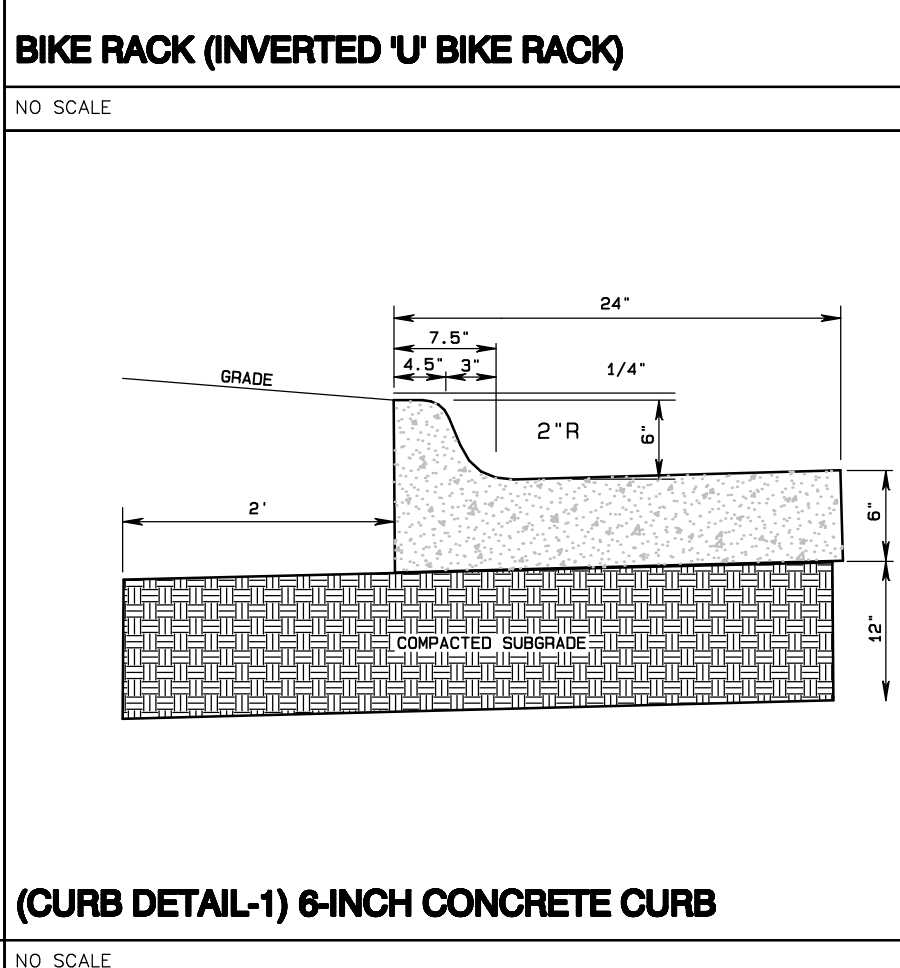 BIKE RACK (INVERTED 'U' BIKE RACK)
NO SCALE
24"
7.5"
4.5" 3"
1/4"
GRADE
2"R
6"
2'
6"
COMPACTED SUBGRADE
12"
(CURB DETAIL-1) 6-INCH CONCRETE CURB
NO SCALE